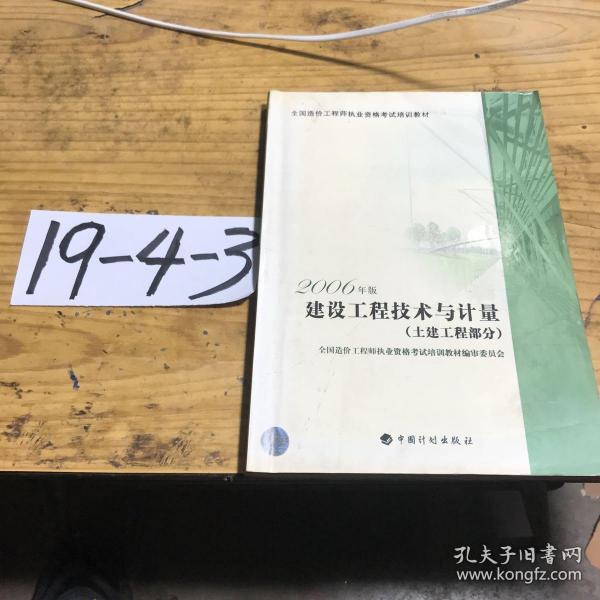 全国造价工程师执业资格考试培训教材
19-4-3
2006年版
建设工程技术与计量
(土建工程部分)
全国造价工程师执业资格考试培训教材编审委员会
中国计划出版社
孔夫子旧书网
www.kongfz.com